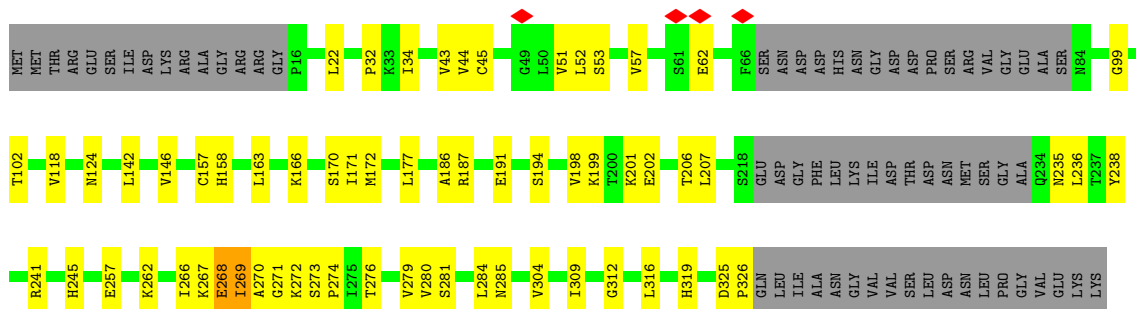 MET MET THR ARG GLU SER ILE ASP LYS ARG ALA GLY ARG ARG GLY P16 L22 P32 K33 I34 V43 V44 C45 G49 L50 V51 L52 S53 V57 S61 E62 F66 SER ASN ASP ASP HIS ASN GLY ASP ASP PRO SER ARG VAL GLY GLU ALA SER N84 G99
T102 V118 N124 L142 V146 C157 H158 L163 K166 S170 I171 M172 L177 A186 R187 E191 S194 V198 K199 T200 K201 E202 T206 L207 S218 GLU ASP GLY PHE LEU LYS ILE ASP THR ASP ASN MET SER GLY ALA Q234 N235 L236 T237 Y238
R241 H245 E257 K262 I266 K267 E268 I269 A270 G271 K272 S273 P274 I275 T276 V279 V280 S281 L284 N285 V304 I309 G312 L316 H319 D325 P326 GLN LEU ILE ALA ASN GLY VAL VAL SER LEU ASP ASN LEU PRO GLY VAL GLU LYS LYS